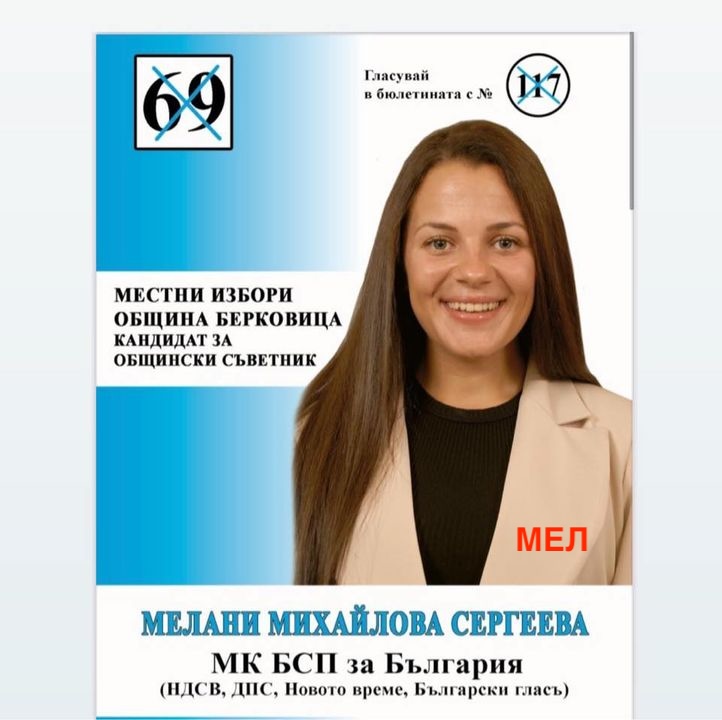 69
Гласувай
в бюлетината с № 117
МЕСТНИ ИЗБОРИ
ОБЩИНА БЕРКОВИЦА
КАНДИДАТ ЗА
ОБЩИНСКИ СЪВЕТНИК
МЕЛ
МЕЛАНИ МИХАЙЛОВА СЕРГЕЕВА
МК БСП за България
(НДСВ, ДПС, Новото време, Български гласъ)